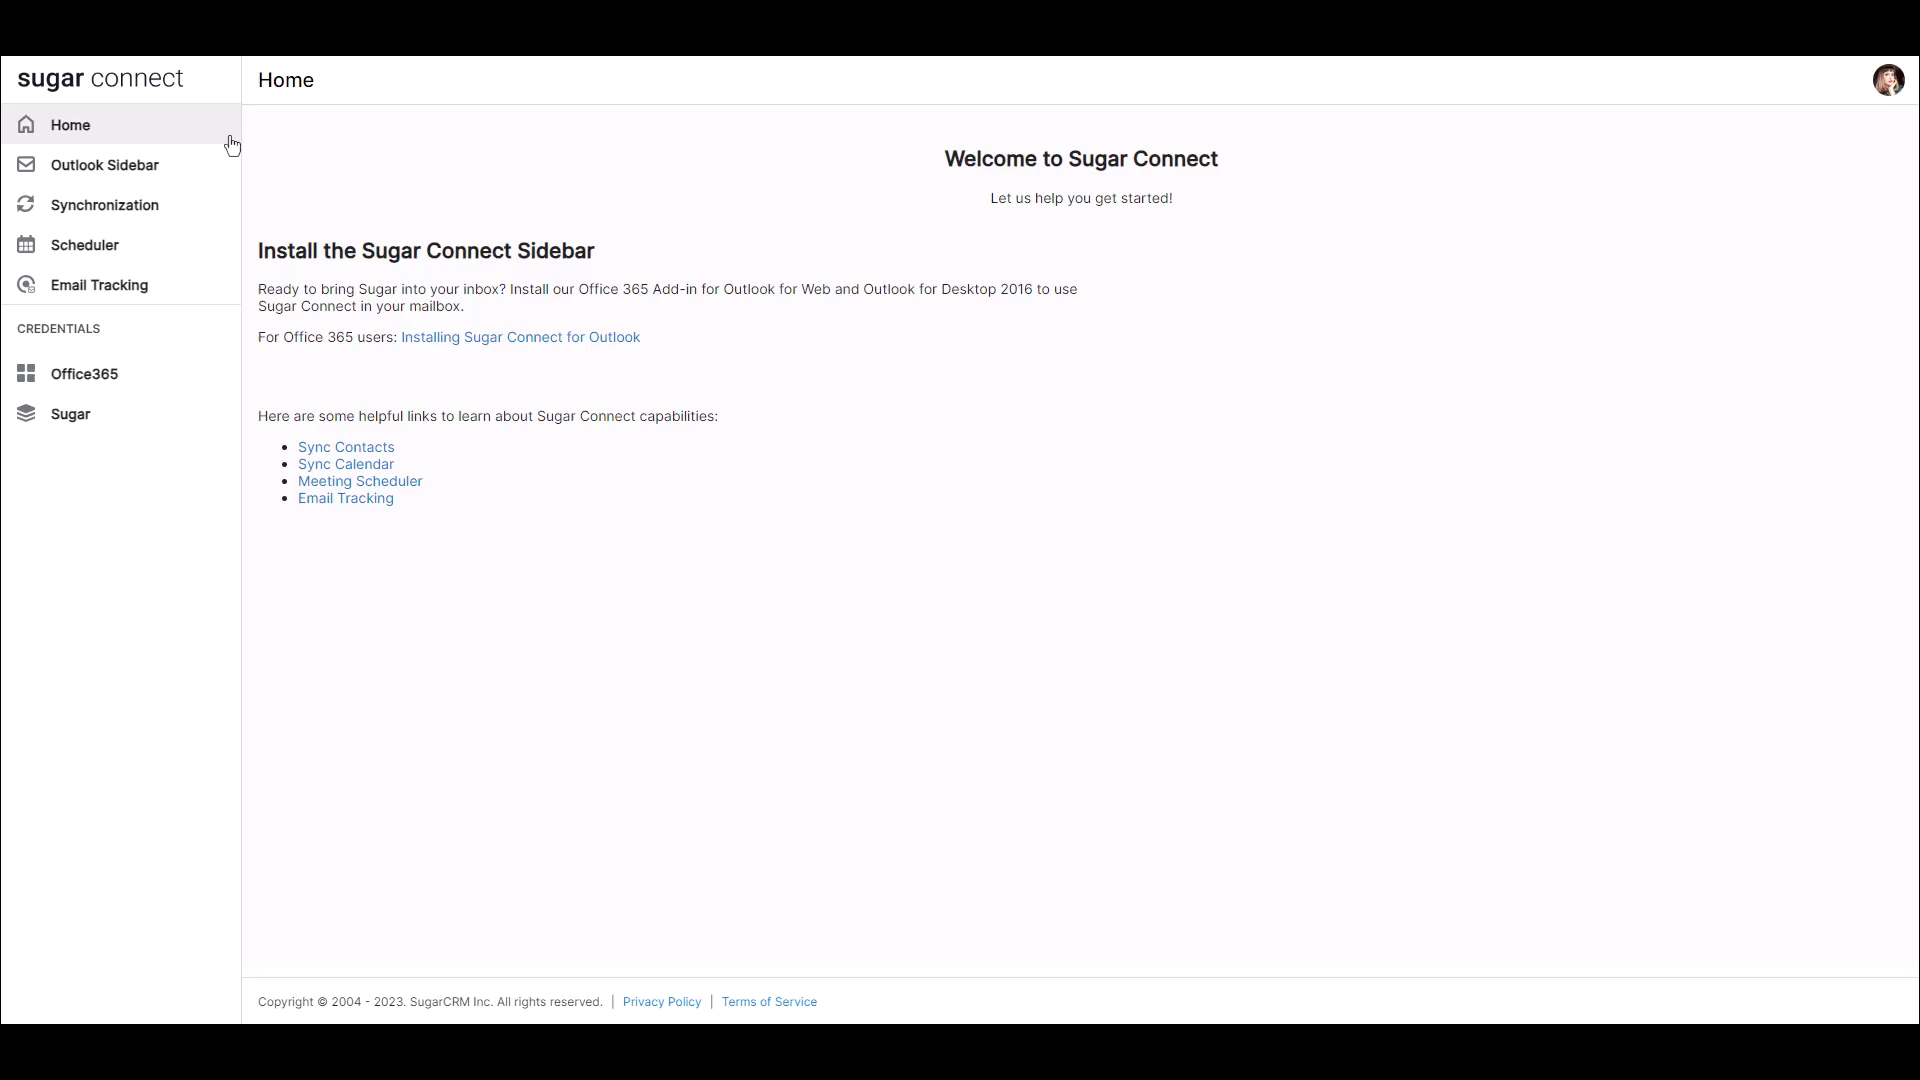 sugar connect
Home
Outlook Sidebar
Synchronization
Scheduler
Email Tracking
CREDENTIALS
Office365
Sugar
Home
Welcome to Sugar Connect
Let us help you get started!
Install the Sugar Connect Sidebar
Ready to bring Sugar into your inbox? Install our Office 365 Add-in for Outlook for Web and Outlook for Desktop 2016 to use
Sugar Connect in your mailbox.
For Office 365 users: Installing Sugar Connect for Outlook
Here are some helpful links to learn about Sugar Connect capabilities:
• Sync Contacts
• Sync Calendar
• Meeting Scheduler
• Email Tracking
Copyright © 2004 - 2023. SugarCRM Inc. All rights reserved. | Privacy Policy | Terms of Service